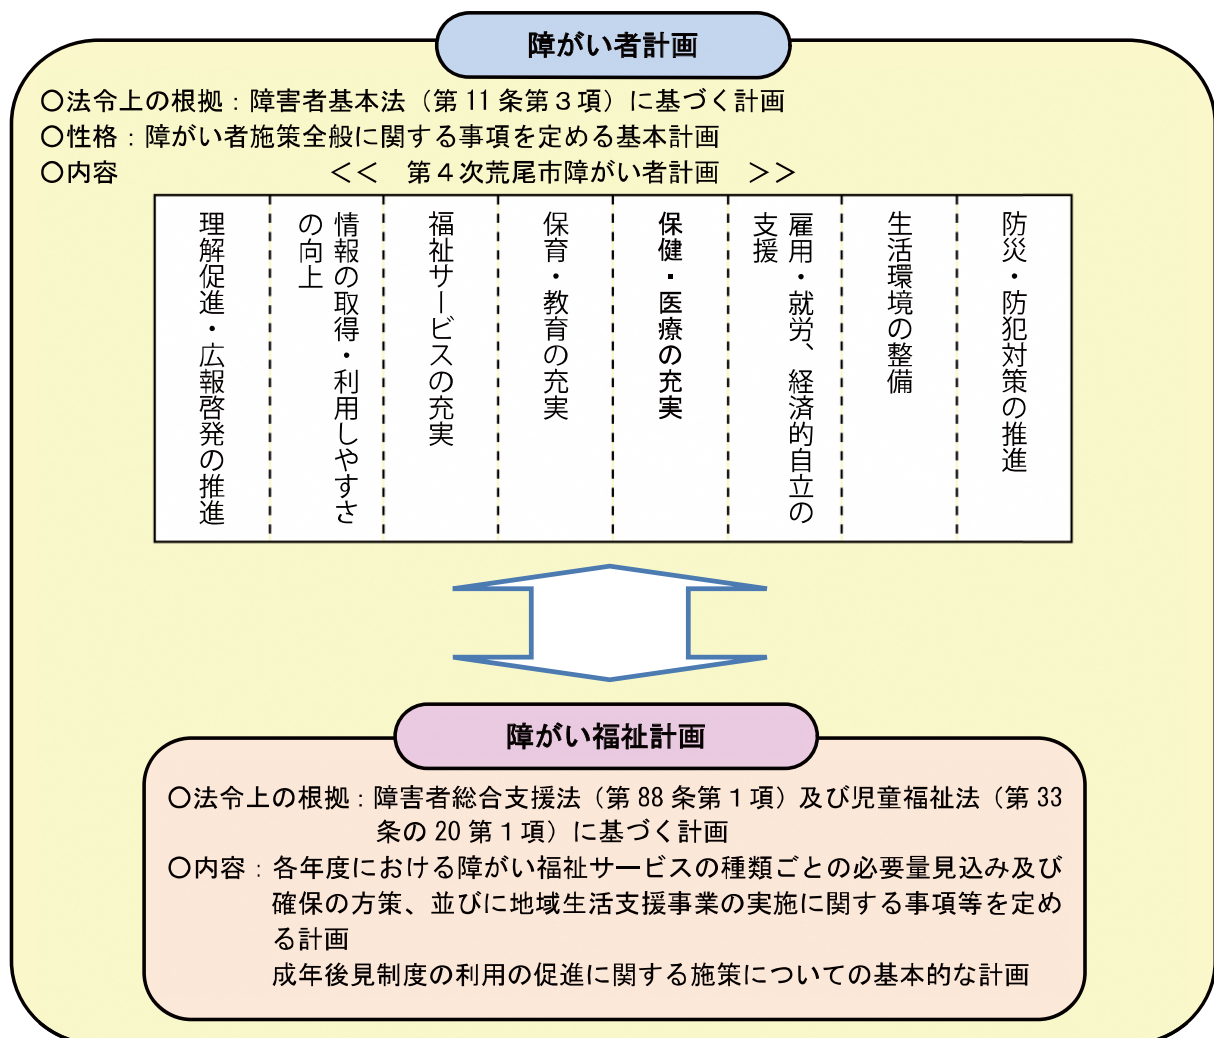 障がい者計画
〇法令上の根拠：障害者基本法（第11条第３項）に基づく計画
〇性格：障がい者施策全般に関する事項を定める基本計画
〇内容　＜＜　第４次荒尾市障がい者計画　＞＞
理解促進・広報啓発の推進
情報の取得・利用しやすさ
の向上
福祉サービスの充実
保育・教育の充実
保健・医療の充実
雇用・就労、経済的自立の
支援
生活環境の整備
防災・防犯対策の推進
障がい福祉計画
〇法令上の根拠：障害者総合支援法（第88条第１項）及び児童福祉法（第33
条の20第１項）に基づく計画
〇内容：各年度における障がい福祉サービスの種類ごとの必要量見込み及び
確保の方策、並びに地域生活支援事業の実施に関する事項等を定め
る計画
成年後見制度の利用の促進に関する施策についての基本的な計画